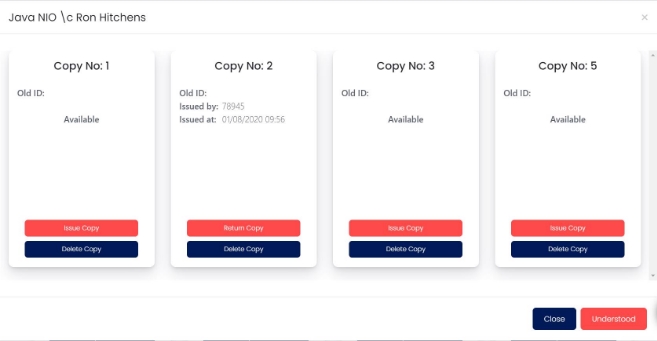 Java NIO \c Ron Hitchens ×
Copy No: 1
Old ID:
Available
Issue Copy
Delete Copy
Copy No: 2
Old ID:
Issued by: 78945
Issued at: 01/08/2020 09:56
Return Copy
Delete Copy
Copy No: 3
Old ID:
Available
Issue Copy
Delete Copy
Copy No: 5
Old ID:
Available
Issue Copy
Delete Copy
Close
Understood